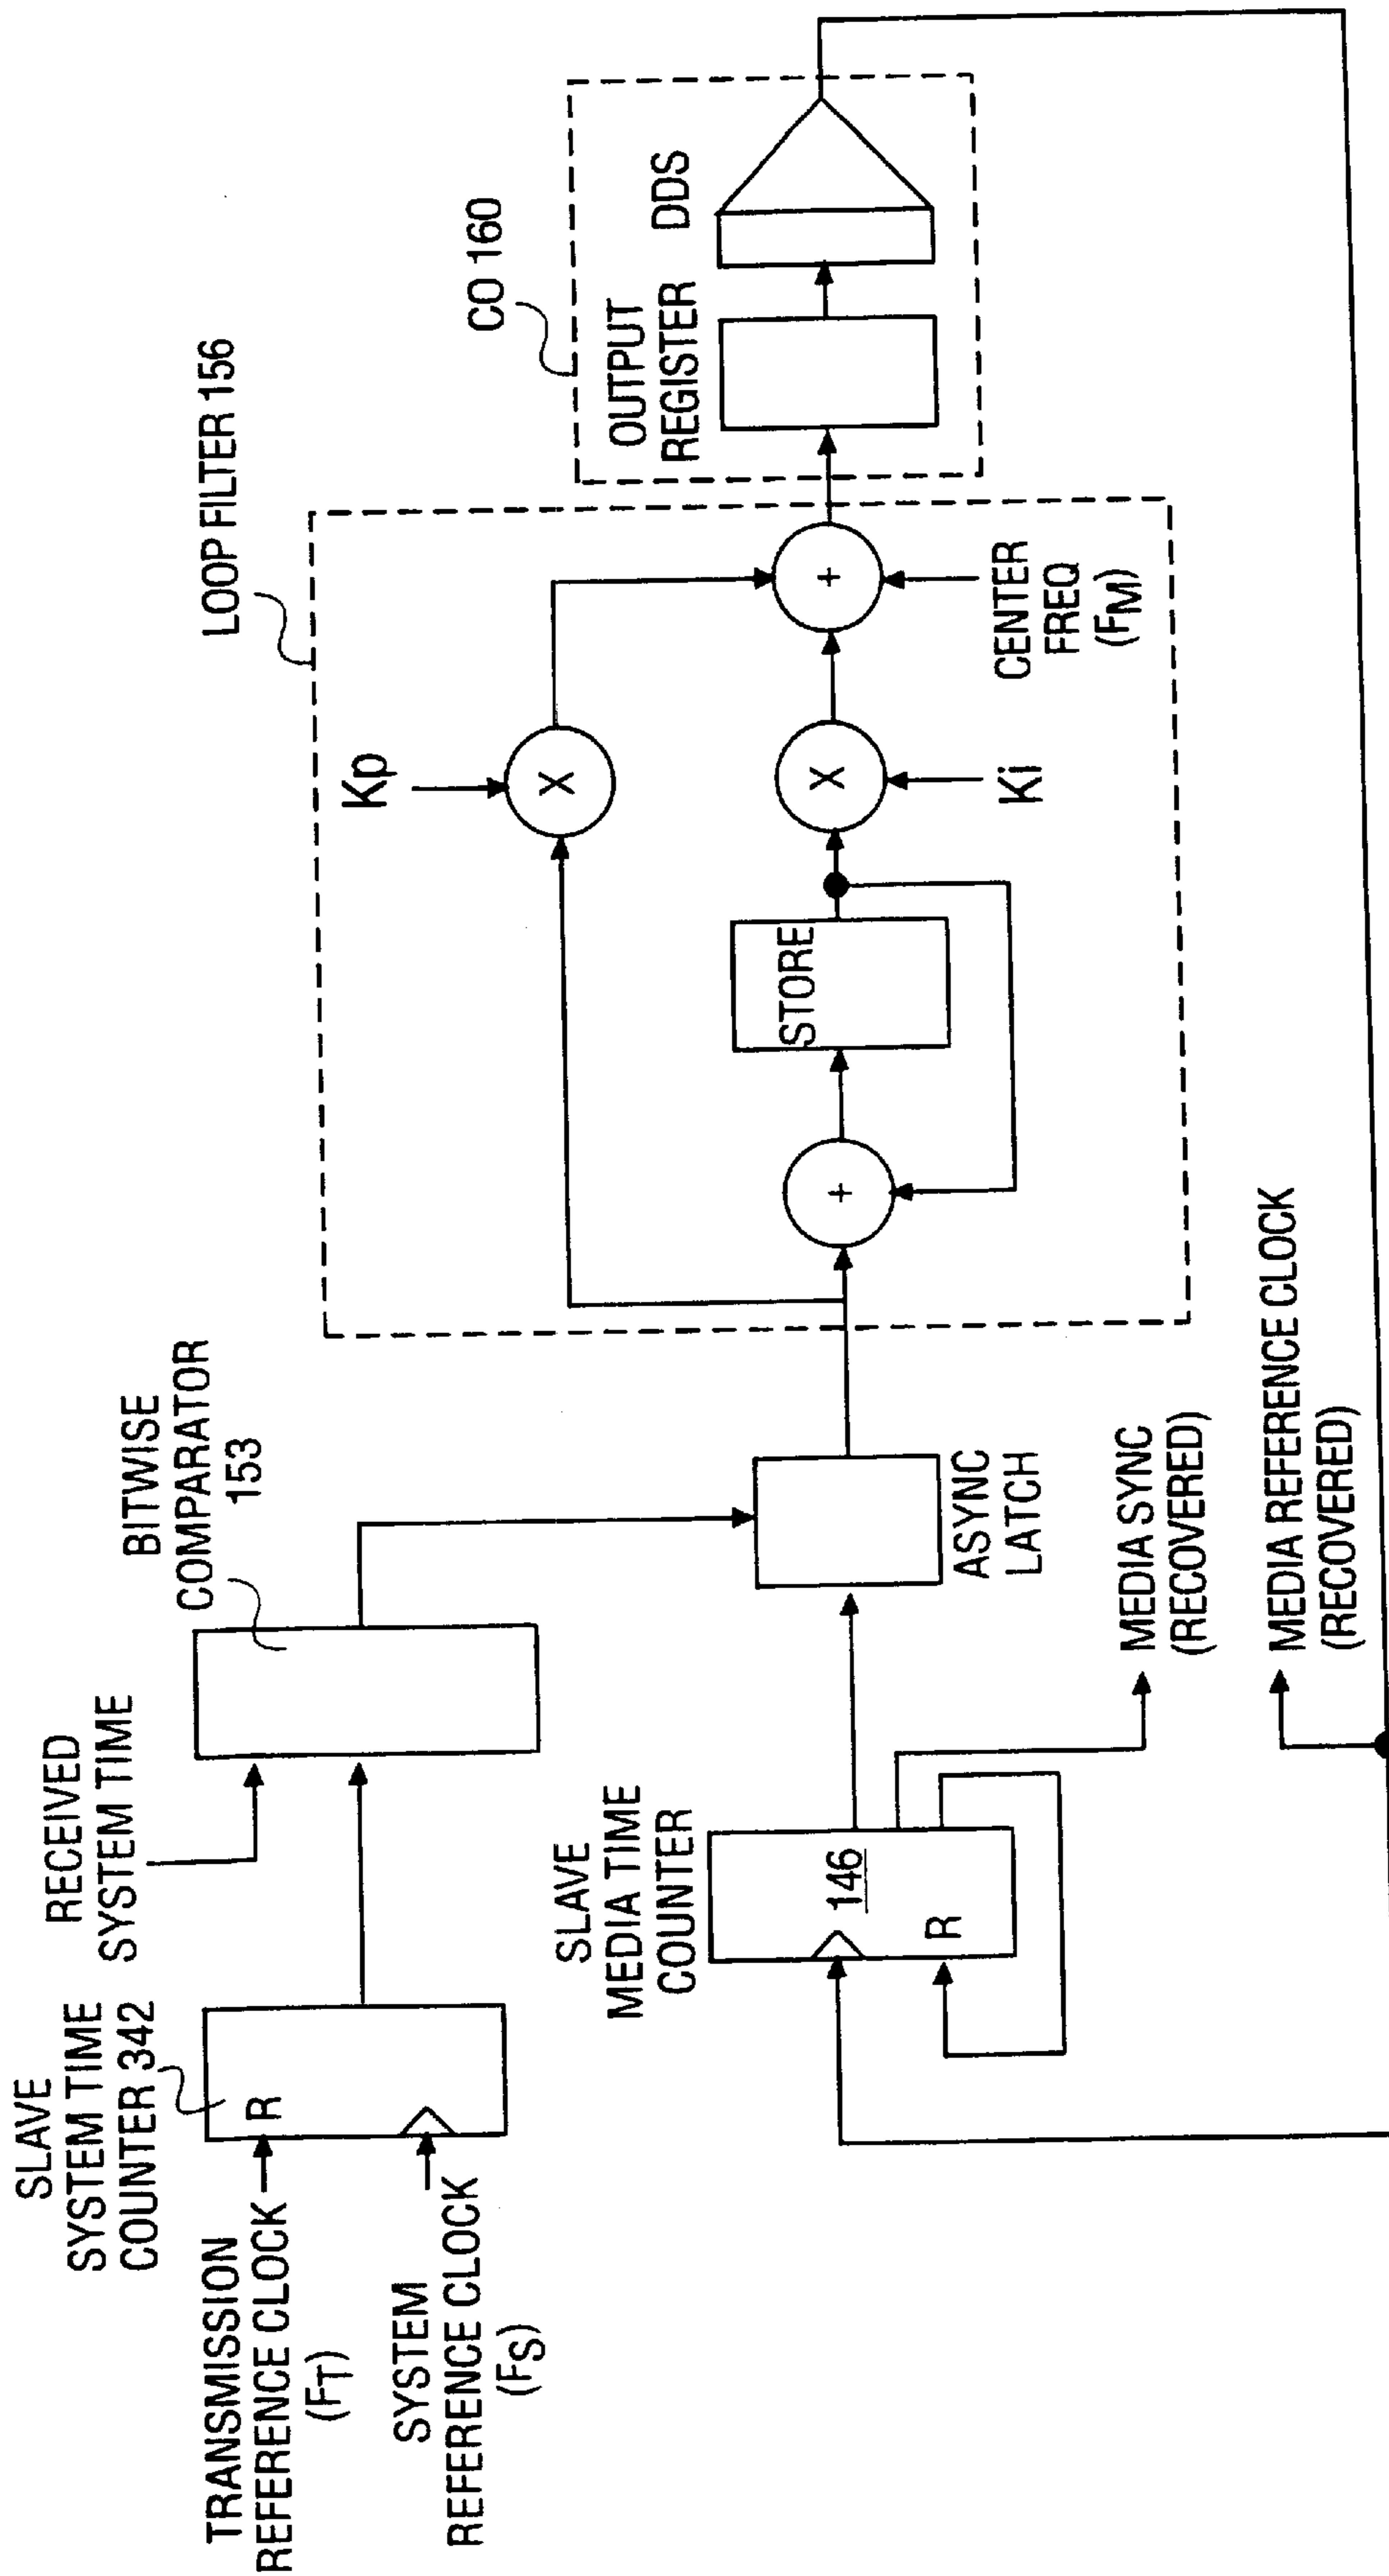 SLAVE
SYSTEM TIME
COUNTER 342
R
TRANSMISSION
REFERENCE CLOCK
(FT)
SYSTEM
REFERENCE CLOCK
(FS)
RECEIVED
SYSTEM TIME
BITWISE
COMPARATOR
153
SLAVE
MEDIA TIME
COUNTER
146
R
ASYNC
LATCH
MEDIA SYNC
(RECOVERED)
MEDIA REFERENCE CLOCK
(RECOVERED)
LOOP FILTER 156
Kp
X
+
STORE
X
Ki
+
CENTER
FREQ
(FM)
CO 160
OUTPUT
REGISTER
DDS